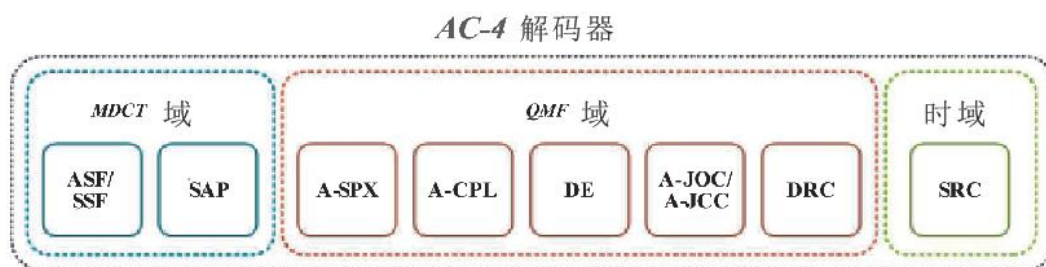 AC-4 解码器
MDCT 域
QMF 域
时域
ASF/
SSF
SAP
A-SPX
A-CPL
DE
A-JOC/
A-JCC
DRC
SRC